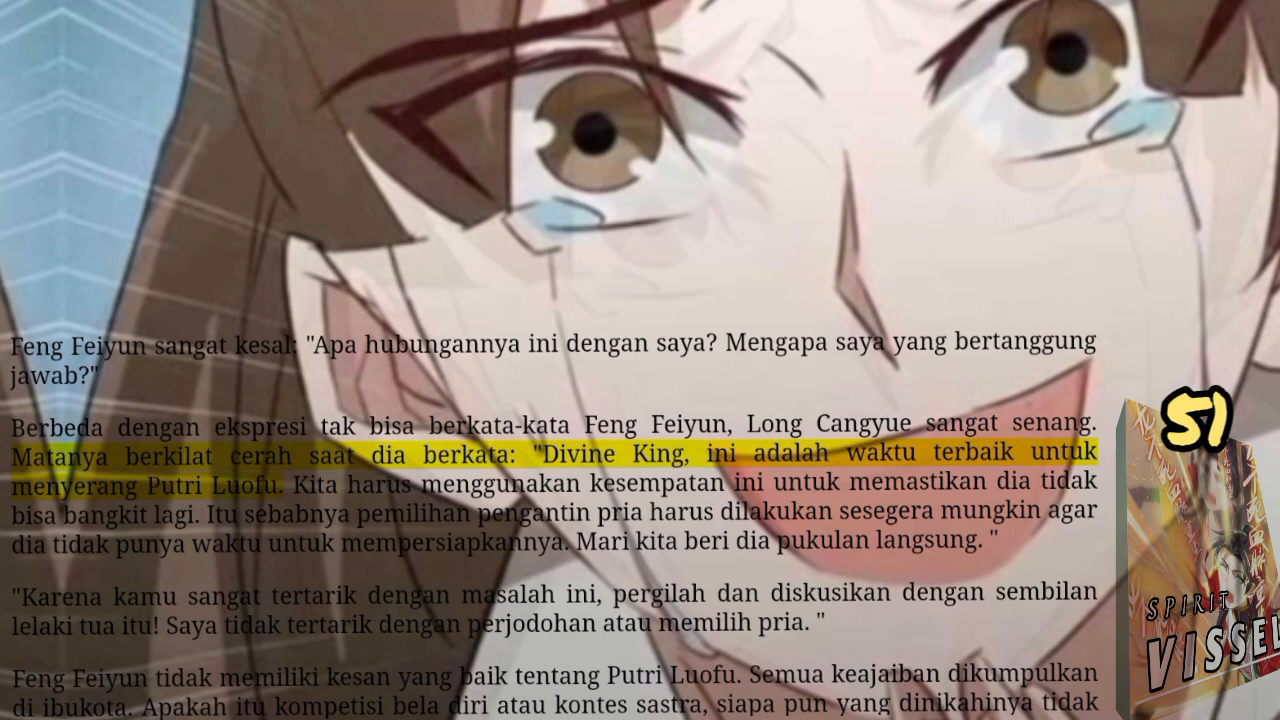 Feng Feiyun sangat kesal: "Apa hubungannya ini dengan saya? Mengapa saya yang bertanggung
jawab?"
Berbeda dengan ekspresi tak bisa berkata-kata Feng Feiyun, Long Cangyue sangat senang.
Matanya berkilat cerah saat dia berkata: "Divine King, ini adalah waktu terbaik untuk
menyerang Putri Luofu. Kita harus menggunakan kesempatan ini untuk memastikan dia tidak
bisa bangkit lagi. Itu sebabnya pemilihan pengantin pria harus dilakukan sesegera mungkin agar
dia tidak punya waktu untuk mempersiapkannya. Mari kita beri dia pukulan langsung. "
"Karena kamu sangat tertarik dengan masalah ini, pergilah dan diskusikan dengan sembilan
lelaki tua itu! Saya tidak tertarik dengan perjodohan atau memilih pria. "
Feng Feiyun tidak memiliki kesan yang baik tentang Putri Luofu. Semua keajaiban dikumpulkan
di ibukota. Apakah itu kompetisi bela diri atau kontes sastra, siapa pun yang dinikahinya tidak
51
SPIRIT
VISSEL